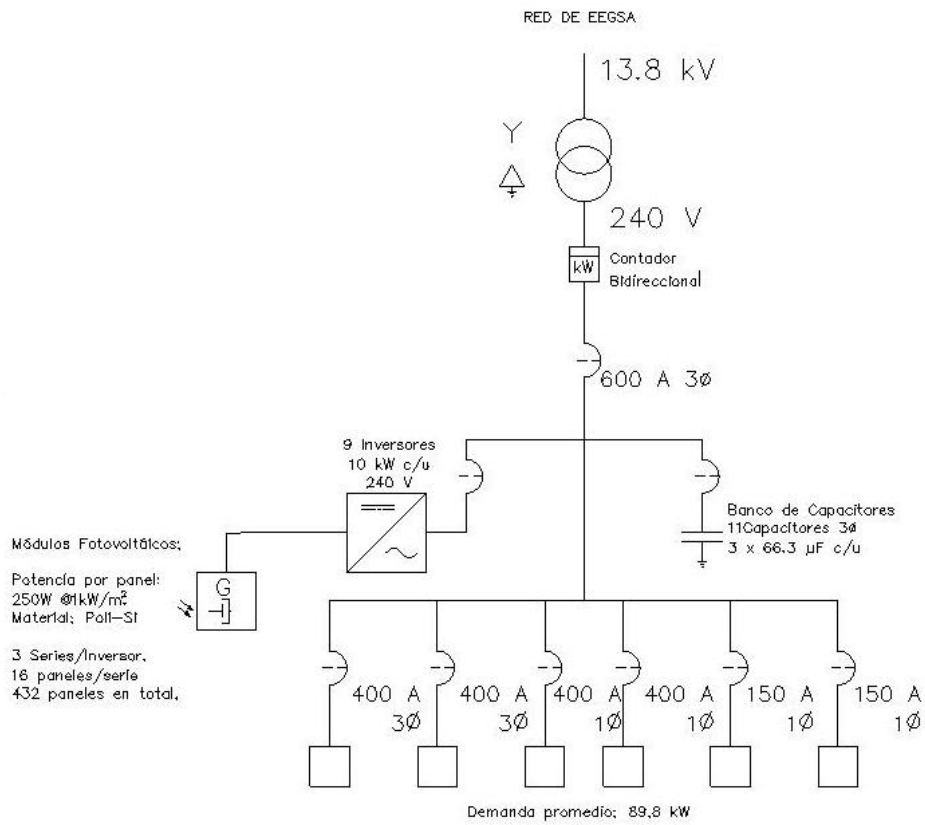 RED DE EEGSA
13.8 kV
Y
240 V
kW
Contador
Bidireccional
600 A 3ø
9 Inversores
10 kW c/u
240 V
Banco de Capacitores
11Capacitores 3ø
3 x 66.3 µF c/u
Módulos Fotovoltáicos:
Potencía por panel:
250W @1kW/m²
Material: Poli-Si
G
3 Series/Inversor.
16 paneles/serie
432 paneles en total.
400 A
3Ø
400 A
3Ø
400 A
1Ø
400 A
1Ø
150 A
1Ø
150 A
1Ø
Demanda promedio: 89.8 kW